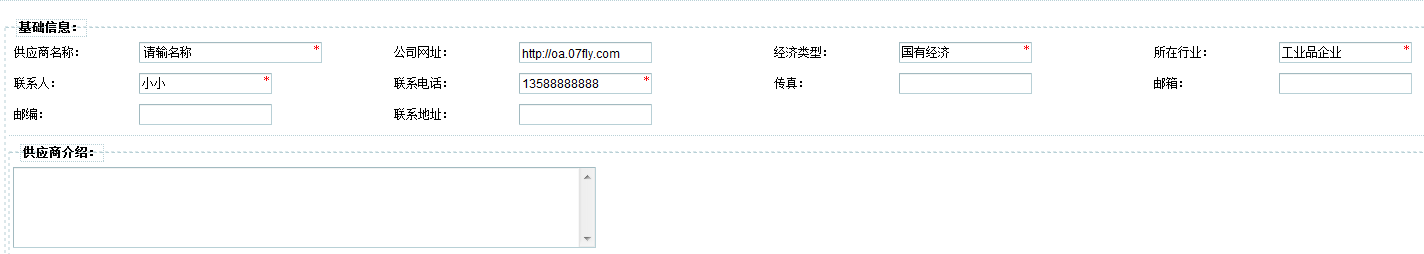 基础信息:
供应商名称: 请输名称* 公司网址: http://oa.07fly.com 经济类型: 国有经济* 所在行业: 工业品企业*
联系人: 小小* 联系电话: 13588888888* 传真: 邮箱:
邮编: 联系地址:
供应商介绍: